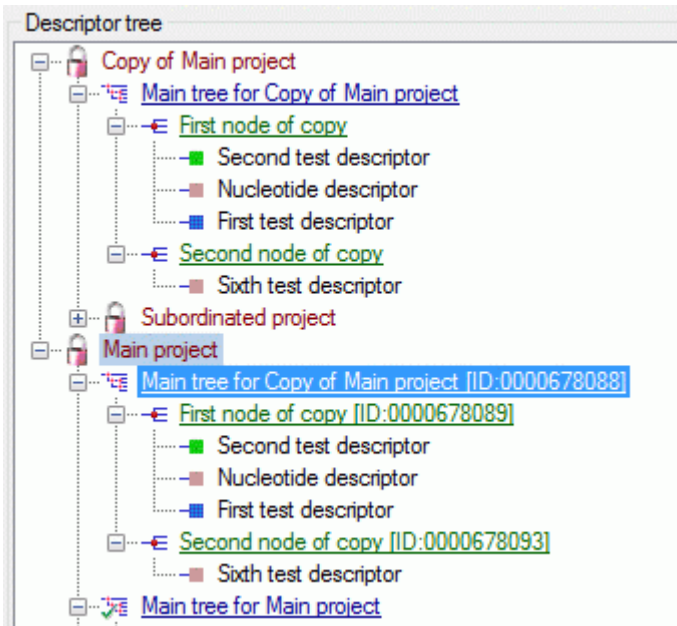 Descriptor tree
Copy of Main project
Main tree for Copy of Main project
First node of copy
Second test descriptor
Nucleotide descriptor
First test descriptor
Second node of copy
Sixth test descriptor
Subordinated project
Main project
Main tree for Copy of Main project [ID:0000678088]
First node of copy [ID:0000678089]
Second test descriptor
Nucleotide descriptor
First test descriptor
Second node of copy [ID:0000678093]
Sixth test descriptor
Main tree for Main project